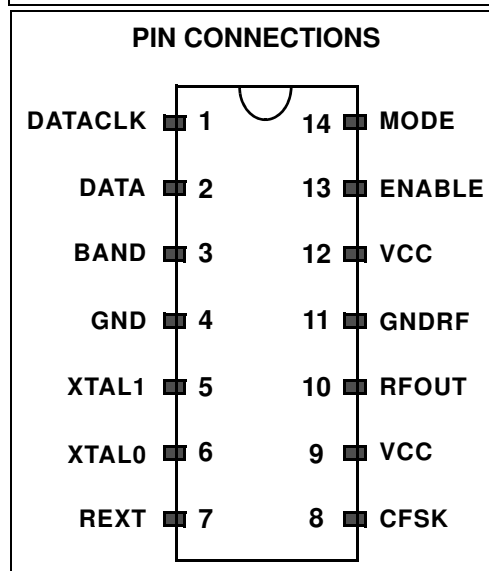 PIN CONNECTIONS
DATACLK 1 14 MODE
DATA 2 13 ENABLE
BAND 3 12 VCC
GND 4 11 GNDRF
XTAL1 5 10 RFOUT
XTAL0 6 9 VCC
REXT 7 8 CFSK